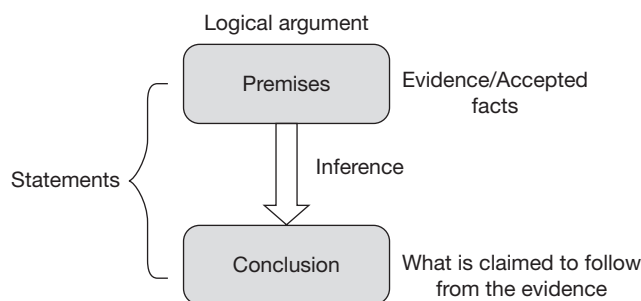 Logical argument
Premises
Evidence/Accepted
facts
Inference
Statements
Conclusion
What is claimed to follow
from the evidence